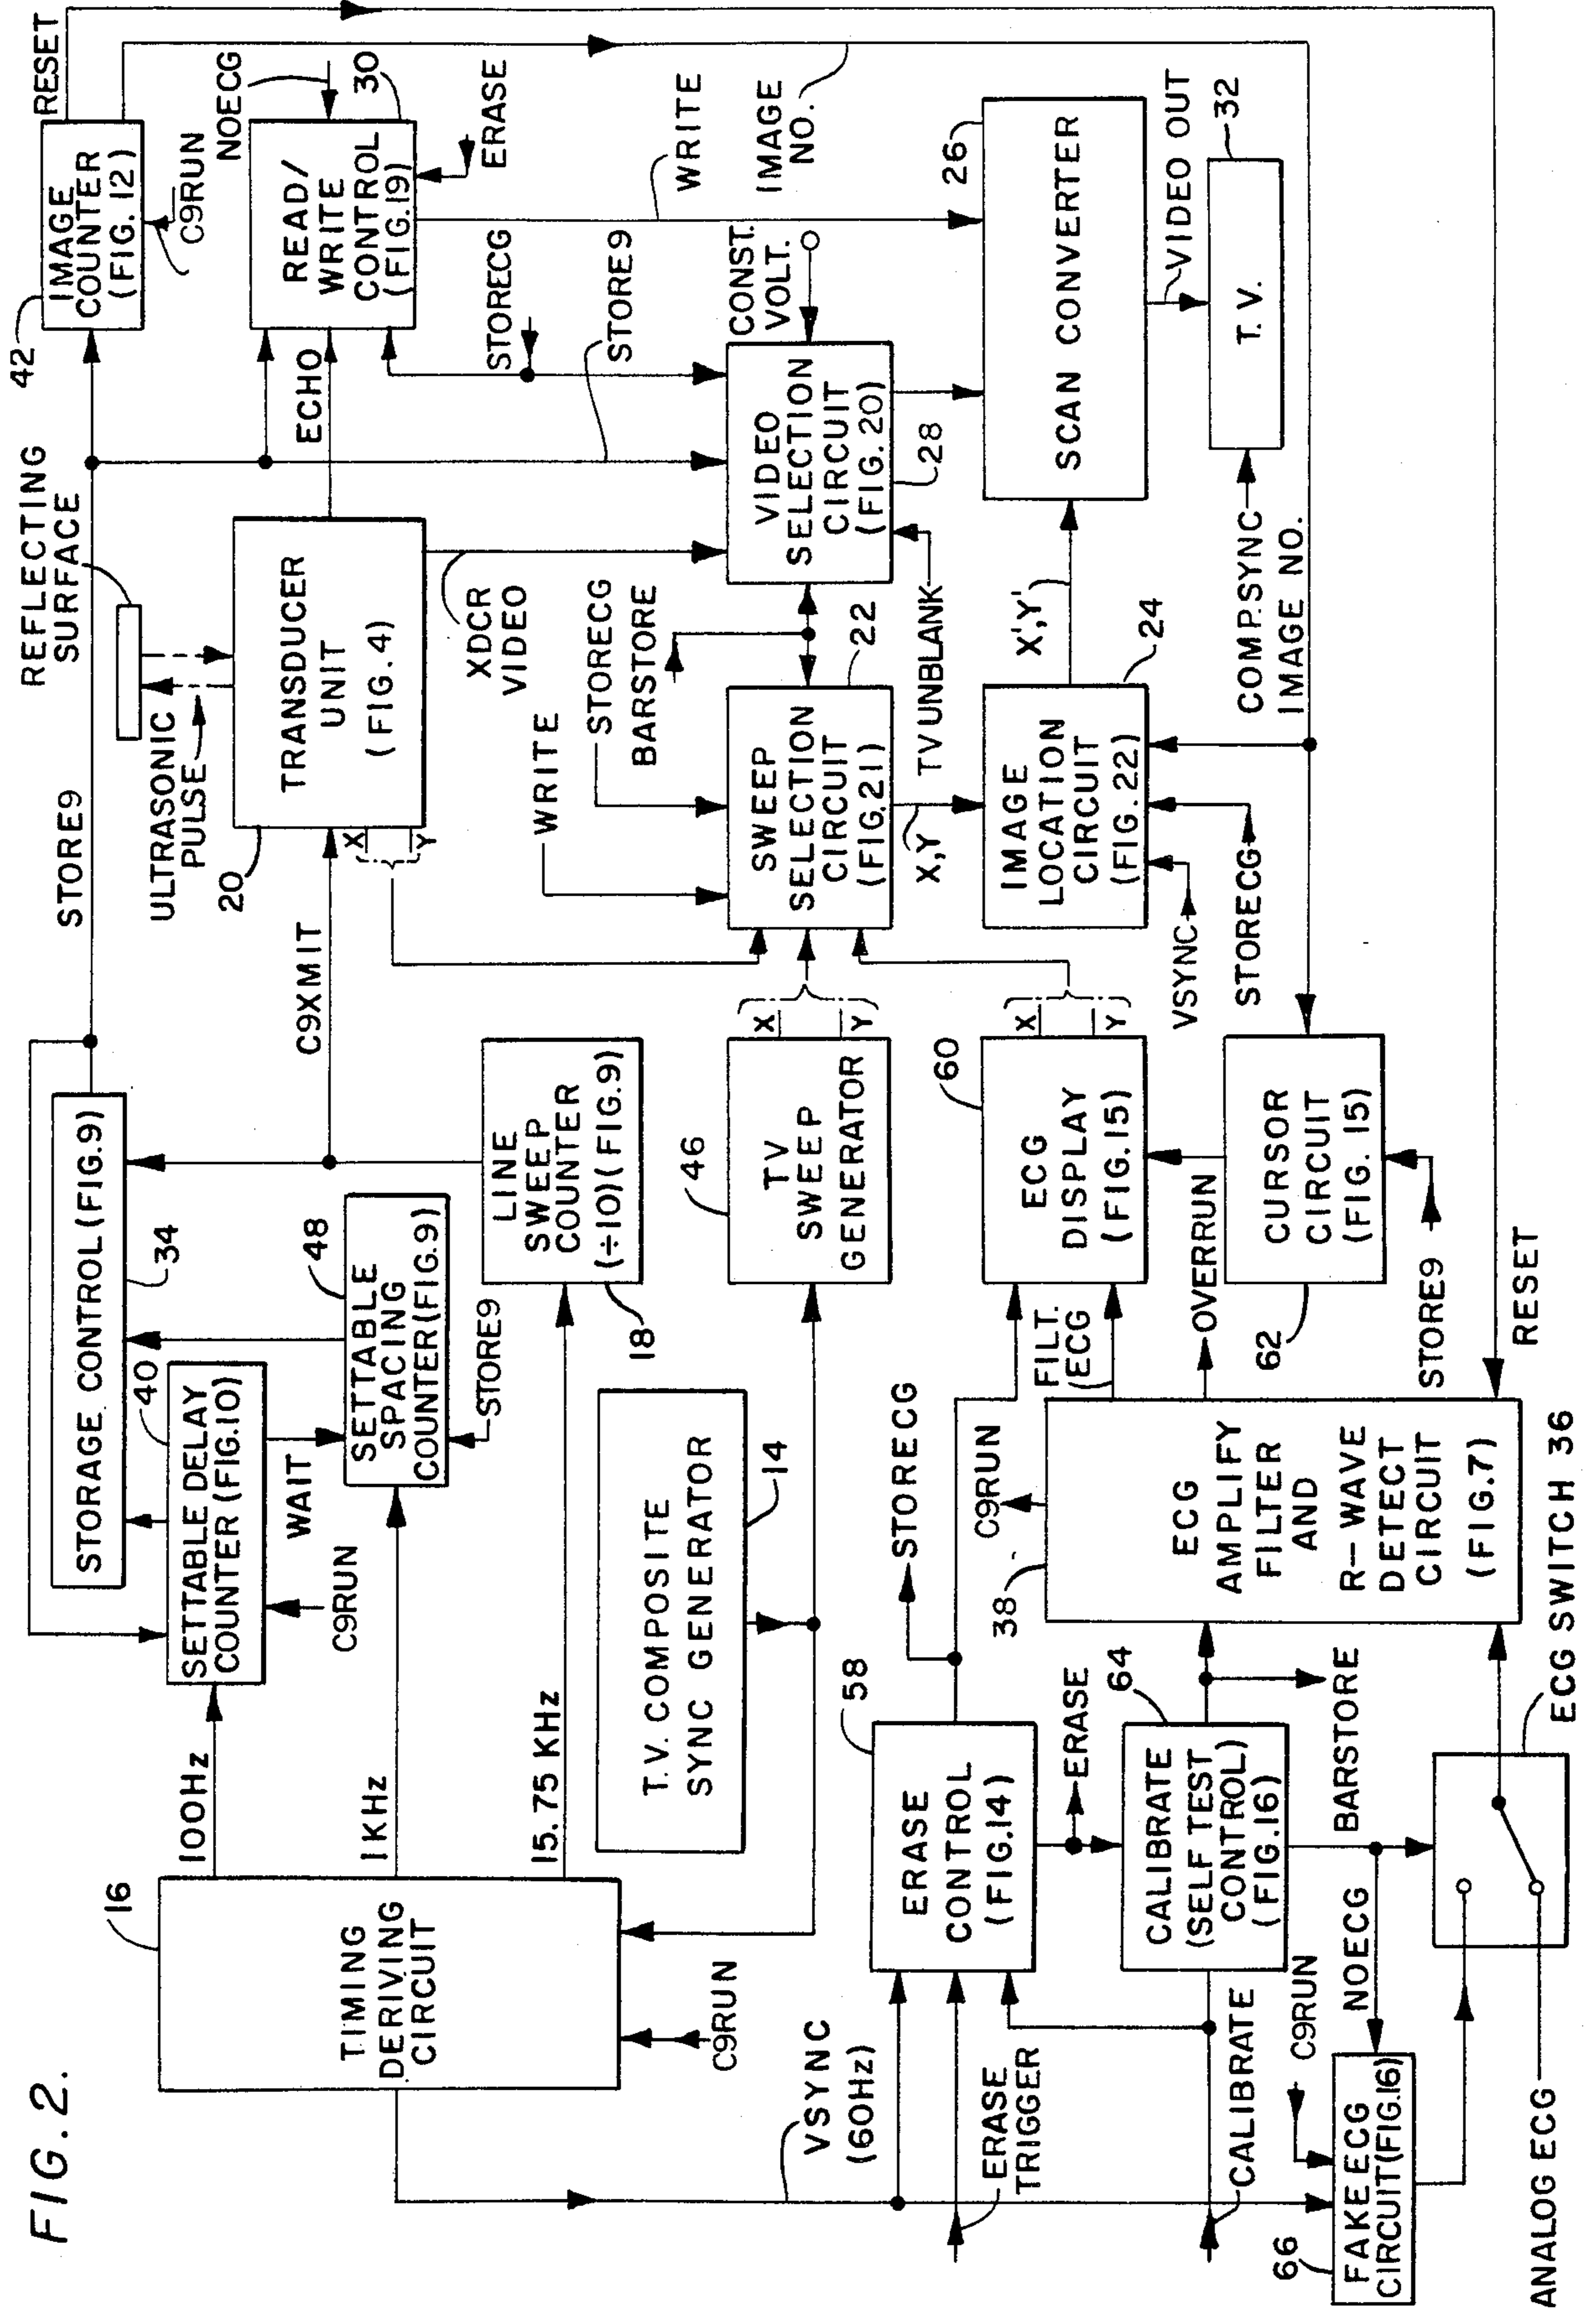 FIG. 2.
16
TIMING
DERIVING
CIRCUIT
C9RUN
100Hz
1KHz
15.75 KHz
VSYNC
(60Hz)
STORAGE CONTROL (FIG.9)
34
40
SETTABLE DELAY
COUNTER (FIG.10)
WAIT
C9RUN
48
SETTABLE
SPACING
COUNTER (FIG.9)
STORE9
LINE
SWEEP
COUNTER
(÷10)(FIG.9)
18
C9XMIT
STORE9
T.V. COMPOSITE
SYNC GENERATOR
14
46
TV
SWEEP
GENERATOR
X
Y
REFLECTING
SURFACE
ULTRASONIC
PULSE
20
TRANSDUCER
UNIT
(FIG.4)
X
Y
ECHO
XDCR
VIDEO
42
IMAGE
COUNTER
(FIG. 12)
C9RUN
RESET
NOECG
30
READ/
WRITE
CONTROL
(FIG.19)
ERASE
STORECG
STORE9
WRITE
IMAGE
NO.
WRITE
STORECG
BARSTORE
22
SWEEP
SELECTION
CIRCUIT
(FIG.21)
X,Y
TV UNBLANK
CONST.
VOLT.
VIDEO
SELECTION
CIRCUIT
(FIG. 20)
28
26
SCAN CONVERTER
VIDEO OUT
32
T. V.
COMP.SYNC
IMAGE NO.
X',Y'
24
IMAGE
LOCATION
CIRCUIT
(FIG.22)
VSYNC
STORECG
60
ECG
DISPLAY
(FIG.15)
X
Y
FILT.
ECG
OVERRUN
CURSOR
CIRCUIT
(FIG. 15)
62
STORE9
RESET
58
ERASE
CONTROL
(FIG.14)
STORECG
ERASE
ERASE
TRIGGER
64
CALIBRATE
(SELF TEST
CONTROL)
(FIG.16)
CALIBRATE
BARSTORE
NOECG
C9RUN
C9RUN
38
ECG
AMPLIFY
FILTER
AND
R-WAVE
DETECT
CIRCUIT
(FIG.7)
66
FAKE ECG
CIRCUIT (FIG.16)
ANALOG ECG
ECG SWITCH 36